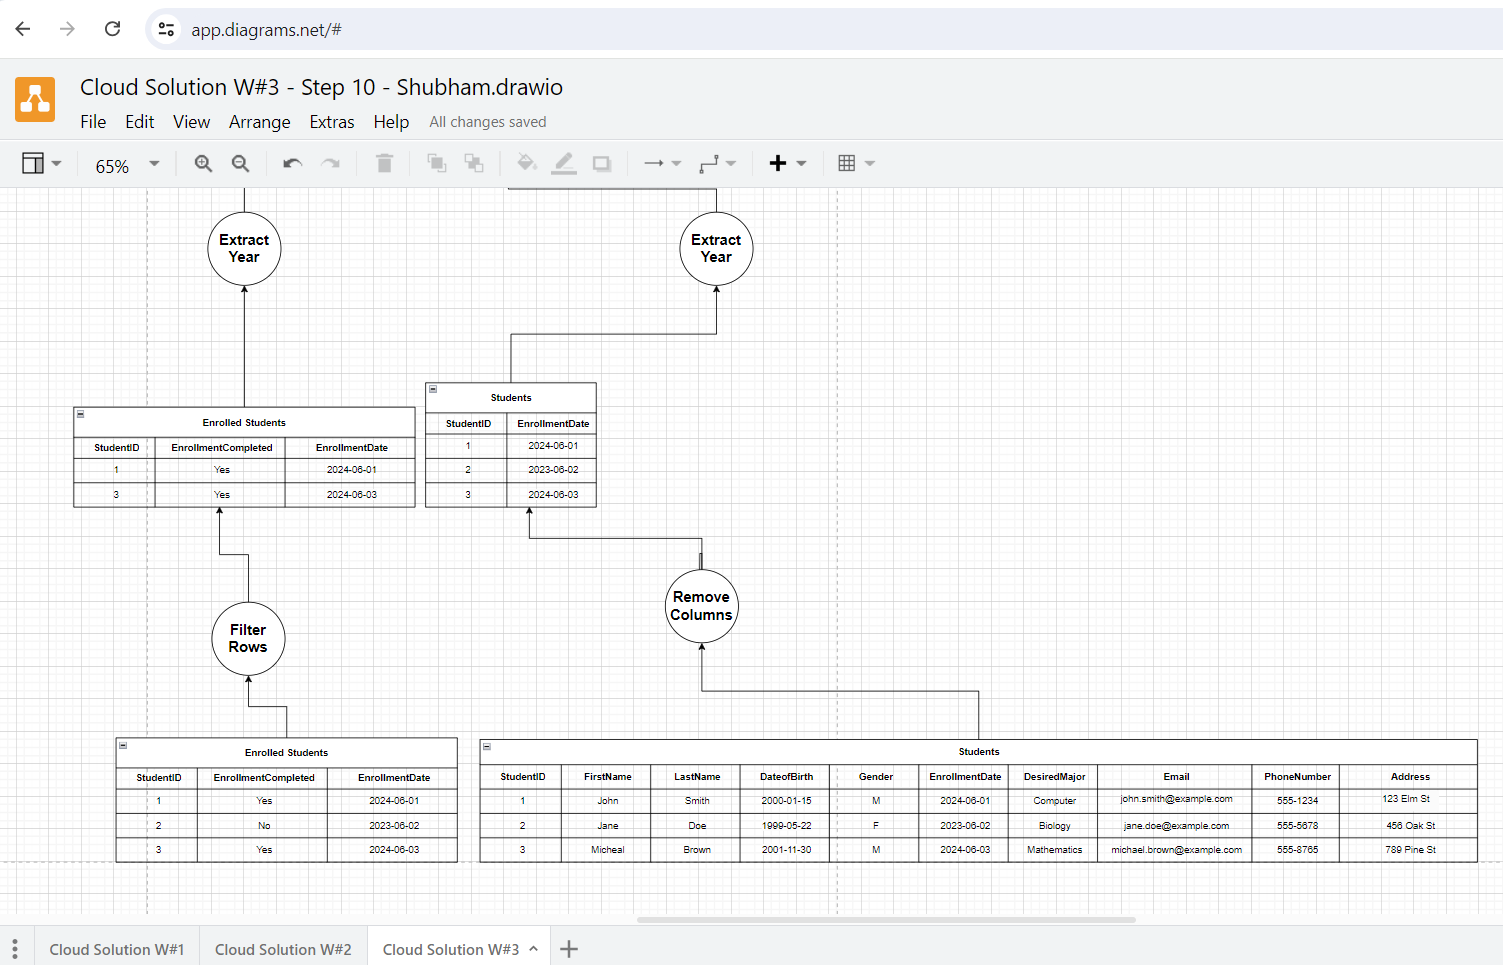 app.diagrams.net/#
Cloud Solution W#3 - Step 10 - Shubham.drawio
File Edit View Arrange Extras Help All changes saved
65%
Extract
Year
Extract
Year
Students
StudentID EnrollmentDate
1 2024-06-01
2 2023-06-02
3 2024-06-03
Enrolled Students
StudentID EnrollmentCompleted EnrollmentDate
1 Yes 2024-06-01
3 Yes 2024-06-03
Remove
Columns
Filter
Rows
Enrolled Students
StudentID EnrollmentCompleted EnrollmentDate
1 Yes 2024-06-01
2 No 2023-06-02
3 Yes 2024-06-03
Students
StudentID FirstName LastName DateofBirth Gender EnrollmentDate DesiredMajor Email PhoneNumber Address
1 John Smith 2000-01-15 M 2024-06-01 Computer john.smith@example.com 555-1234 123 Elm St
2 Jane Doe 1999-05-22 F 2023-06-02 Biology jane.doe@example.com 555-5678 456 Oak St
3 Micheal Brown 2001-11-30 M 2024-06-03 Mathematics michael.brown@example.com 555-8765 789 Pine St
Cloud Solution W#1 Cloud Solution W#2 Cloud Solution W#3